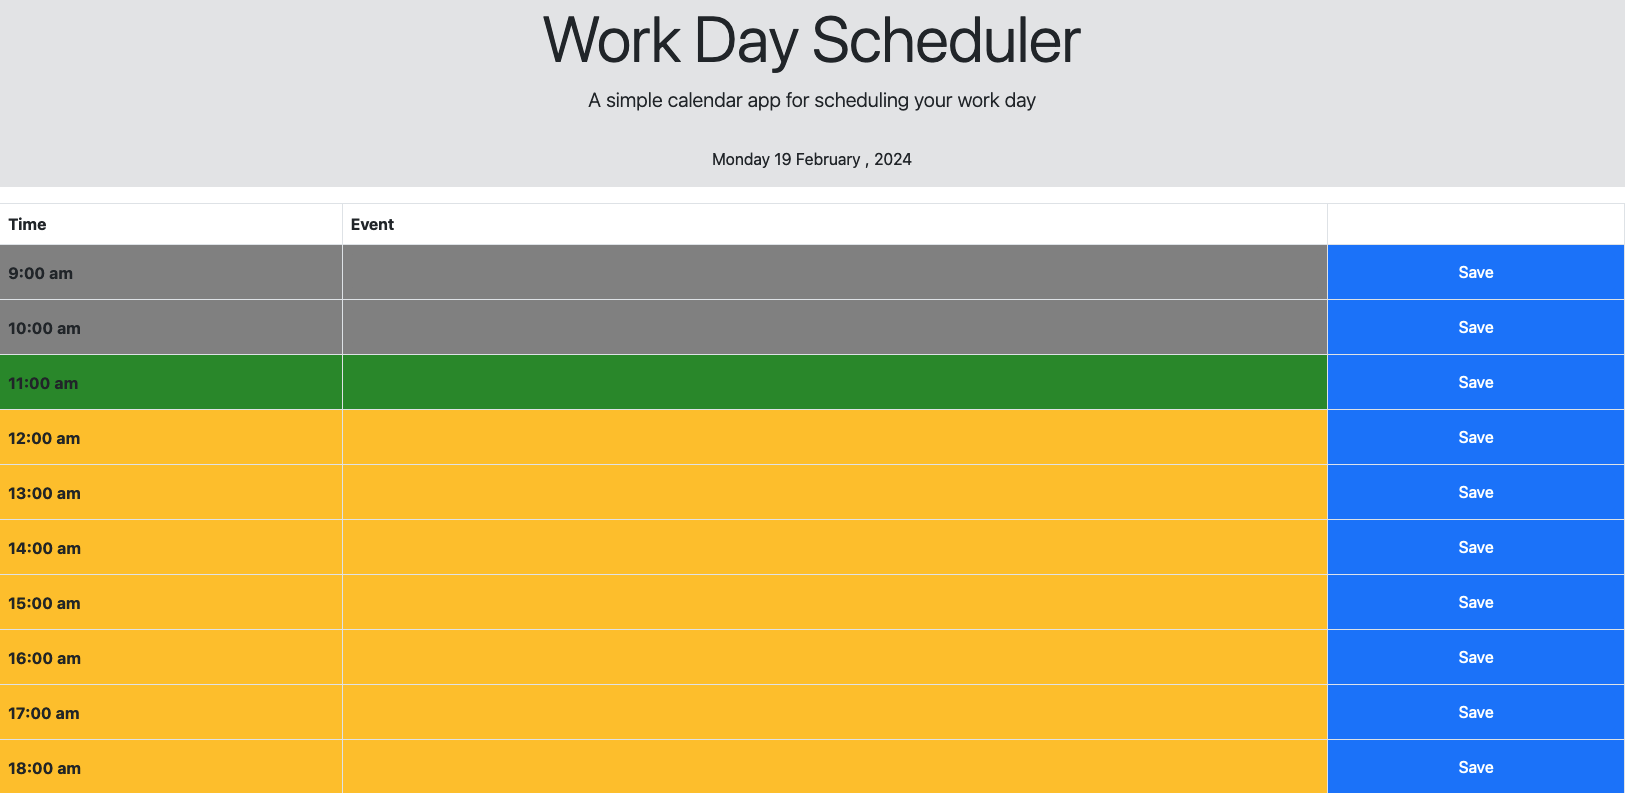 Work Day Scheduler
A simple calendar app for scheduling your work day
Monday 19 February , 2024
Time Event
9:00 am Save
10:00 am Save
11:00 am Save
12:00 am Save
13:00 am Save
14:00 am Save
15:00 am Save
16:00 am Save
17:00 am Save
18:00 am Save